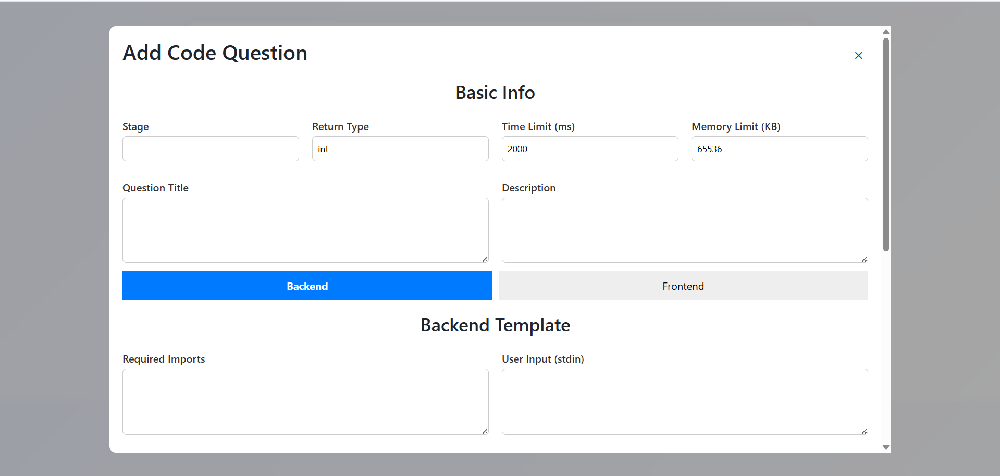 Add Code Question
×
Basic Info
Stage
Return Type
Time Limit (ms)
Memory Limit (KB)
int
2000
65536
Question Title
Description
Backend
Frontend
Backend Template
Required Imports
User Input (stdin)